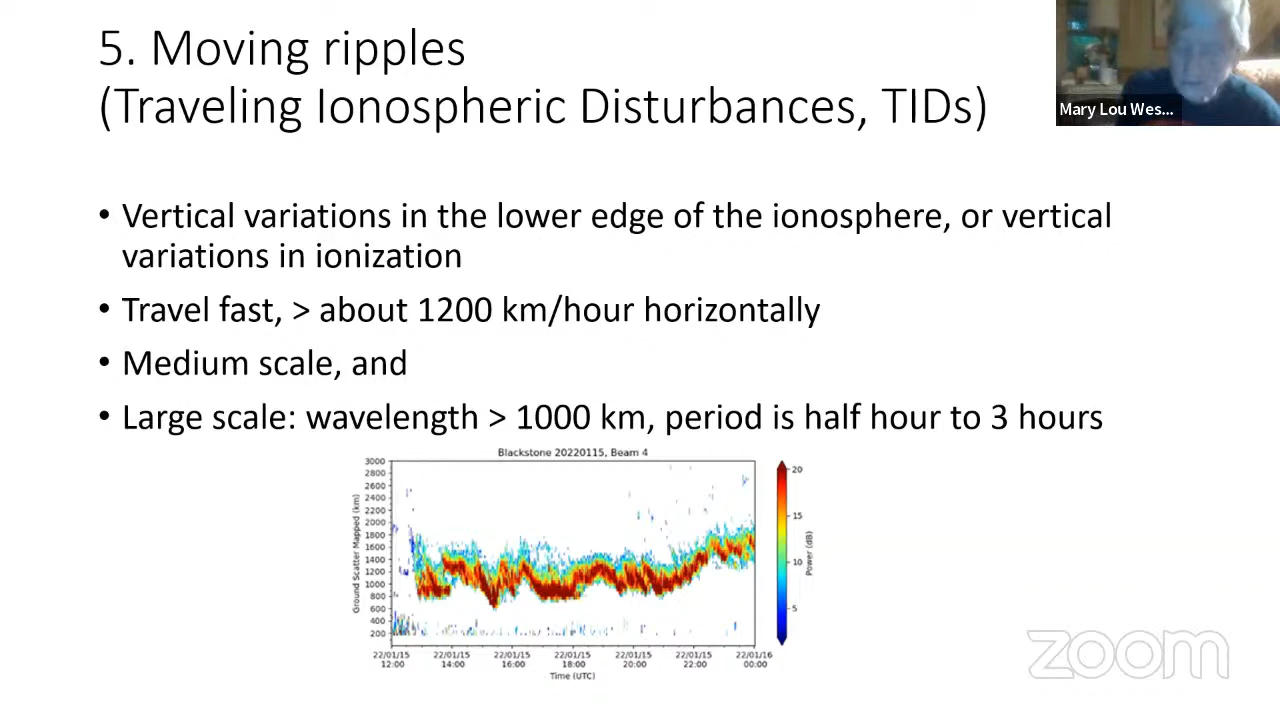 5. Moving ripples
(Traveling Ionospheric Disturbances, TIDs)
Mary Lou Wes...
• Vertical variations in the lower edge of the ionosphere, or vertical
variations in ionization
• Travel fast, > about 1200 km/hour horizontally
• Medium scale, and
• Large scale: wavelength > 1000 km, period is half hour to 3 hours
Blackstone 20220115, Beam 4
Ground Scatter Mapped (km)
3000
2800
2600
2400
2200
2000
1800
1600
1400
1200
1000
800
600
400
200
22/01/15 22/01/15 22/01/15 22/01/15 22/01/15 22/01/15 22/01/16
12:00 14:00 16:00 18:00 20:00 22:00 00:00
Time (UTC)
20
15
10
5
Power (dB)
zoom